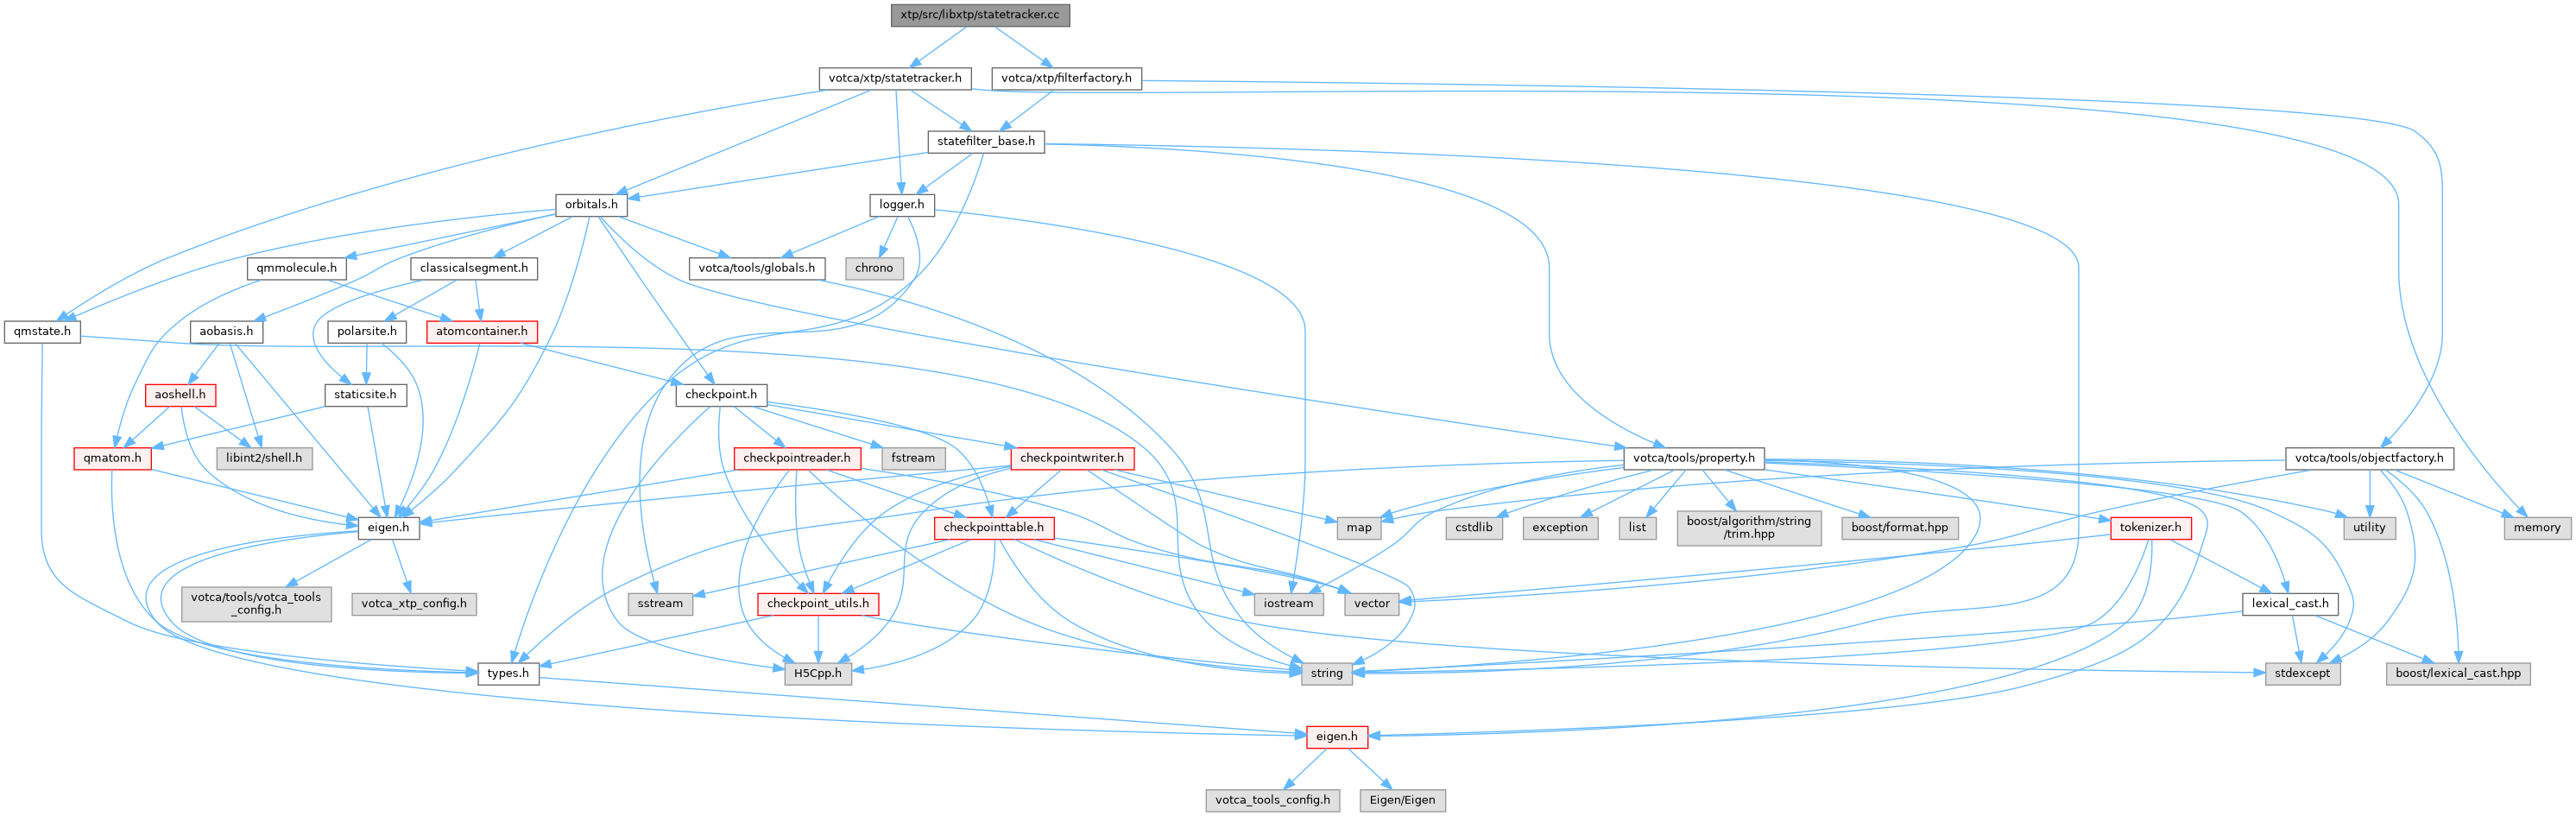 xtp/src/libxtp/statetracker.cc
votca/xtp/statetracker.h
votca/xtp/filterfactory.h
statefilter_base.h
orbitals.h
logger.h
qmmolecule.h
classicalsegment.h
votca/tools/globals.h
chrono
qmstate.h
aobasis.h
polarsite.h
atomcontainer.h
aoshell.h
staticsite.h
checkpoint.h
qmatom.h
libint2/shell.h
checkpointreader.h
fstream
checkpointwriter.h
votca/tools/property.h
votca/tools/objectfactory.h
eigen.h
checkpointtable.h
map
cstdlib
exception
list
boost/algorithm/string
/trim.hpp
boost/format.hpp
tokenizer.h
utility
memory
votca/tools/votca_tools
_config.h
votca_xtp_config.h
sstream
checkpoint_utils.h
iostream
vector
lexical_cast.h
types.h
H5Cpp.h
string
stdexcept
boost/lexical_cast.hpp
eigen.h
votca_tools_config.h
Eigen/Eigen